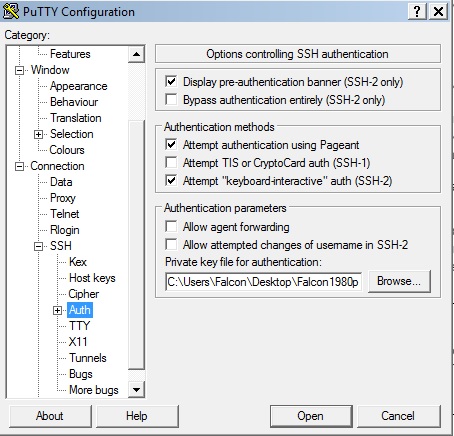 PuTTY Configuration
Category:
Features
Window
Appearance
Behaviour
Translation
Selection
Colours
Connection
Data
Proxy
Telnet
Rlogin
SSH
Kex
Host keys
Cipher
Auth
TTY
X11
Tunnels
Bugs
More bugs
Options controlling SSH authentication
Display pre-authentication banner (SSH-2 only)
Bypass authentication entirely (SSH-2 only)
Authentication methods
Attempt authentication using Pageant
Attempt TIS or CryptoCard auth (SSH-1)
Attempt "keyboard-interactive" auth (SSH-2)
Authentication parameters
Allow agent forwarding
Allow attempted changes of username in SSH-2
Private key file for authentication:
C:\Users\Falcon\Desktop\Falcon1980p
Browse...
About
Help
Open
Cancel